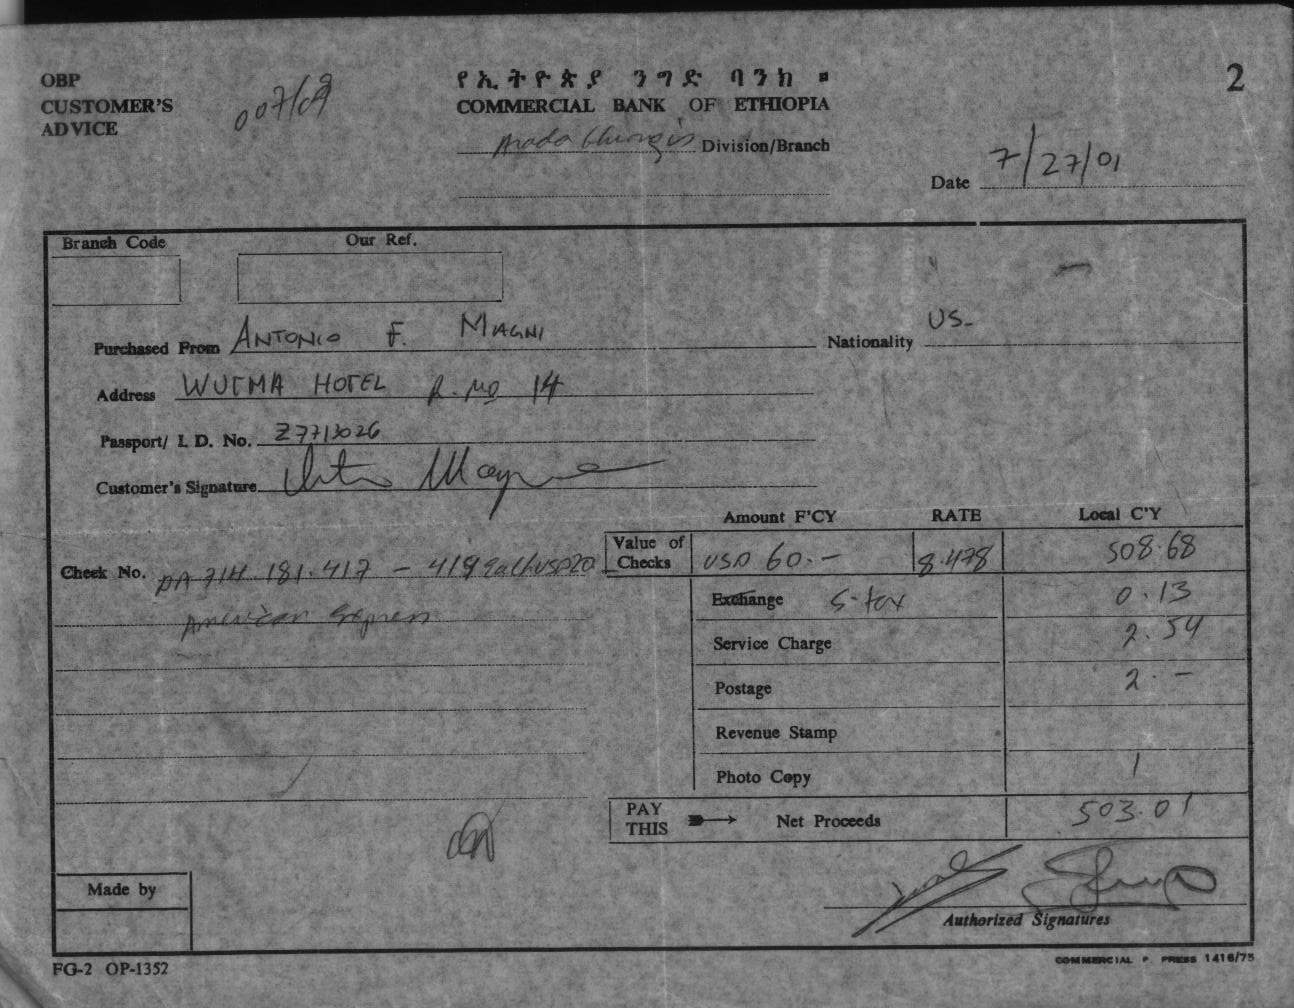 OBP
CUSTOMER'S
ADVICE
007/09
የኢትዮጵያ ንግድ ባንክ ።
COMMERCIAL BANK OF ETHIOPIA
Arada Ghiorgis Division/Branch
2
Date 7/27/01
Branch Code Our Ref.
Purchased From ANTONIO F. MAGNI Nationality US-
Address WUTMA HOTEL R. No 14
Passport/ I. D. No. Z7713026
Customer's Signature
Amount F'CY RATE Local C'Y
Value of Checks USD 60.- 8.478 508.68
Check No. DA 714.181.417 - 419 Each USD 20
American Express
Exchange S-tax 0.13
Service Charge 2.54
Postage 2.-
Revenue Stamp
Photo Copy 1
PAY THIS Net Proceeds 503.01
Made by
Authorized Signatures
FG-2 OP-1352
COMMERCIAL P. PRESS 1416/75